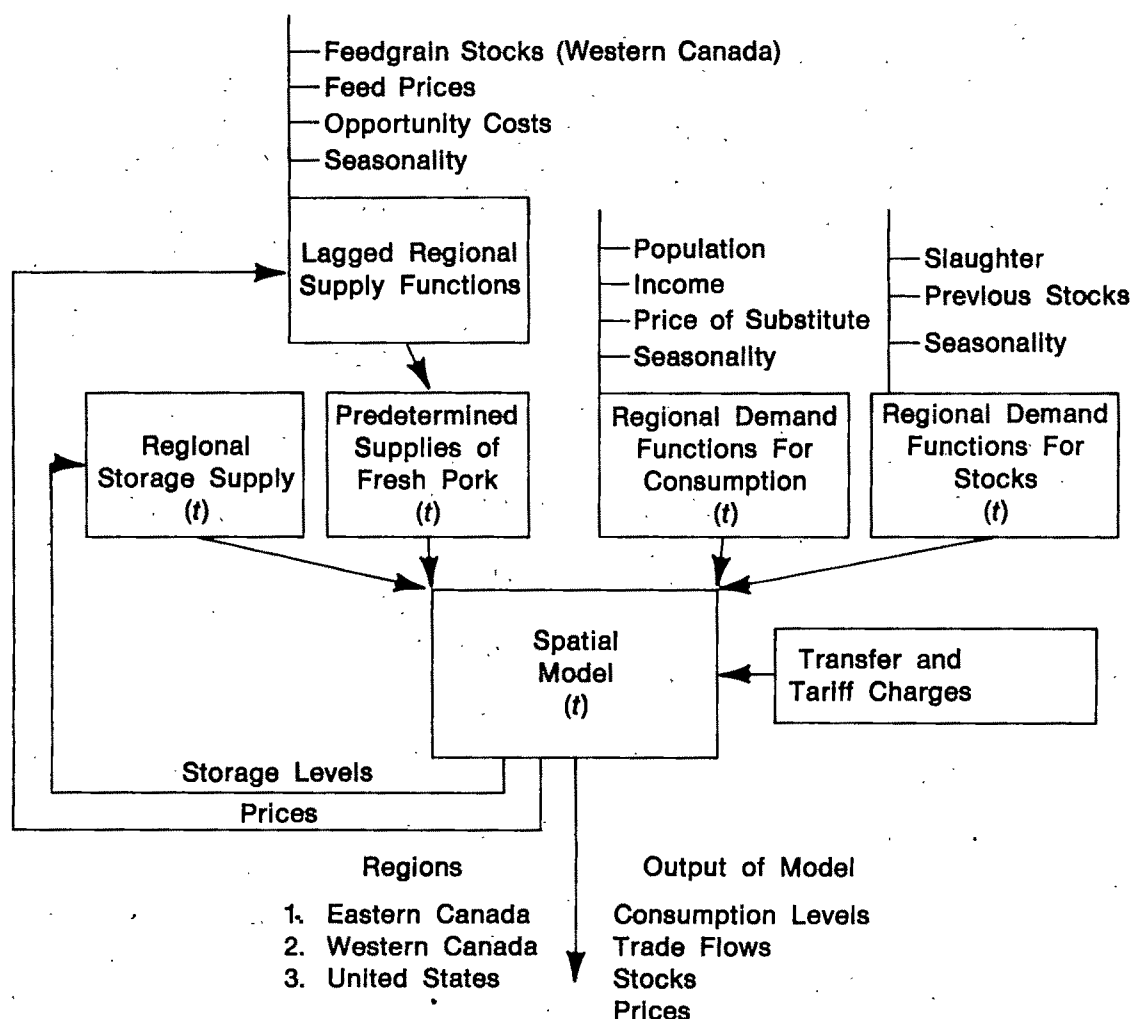 Feedgrain Stocks (Western Canada)
Feed Prices
Opportunity Costs
Seasonality
Lagged Regional
Supply Functions
Population
Income
Price of Substitute
Seasonality
Slaughter
Previous Stocks
Seasonality
Regional
Storage Supply
(t)
Predetermined
Supplies of
Fresh Pork
(t)
Regional Demand
Functions For
Consumption
(t)
Regional Demand
Functions For
Stocks
(t)
Spatial
Model
(t)
Transfer and
Tariff Charges
Storage Levels
Prices
Regions
1. Eastern Canada
2. Western Canada
3. United States
Output of Model
Consumption Levels
Trade Flows
Stocks
Prices